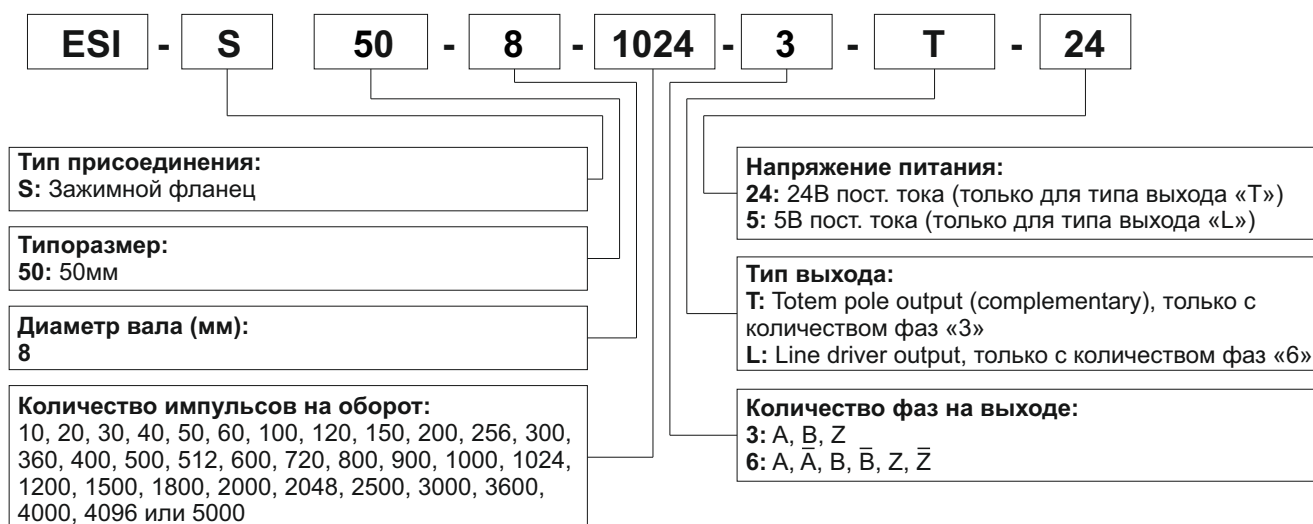 ESI - S 50 - 8 - 1024 - 3 - T - 24
Тип присоединения:
S: Зажимной фланец
Типоразмер:
50: 50мм
Диаметр вала (мм):
8
Количество импульсов на оборот:
10, 20, 30, 40, 50, 60, 100, 120, 150, 200, 256, 300,
360, 400, 500, 512, 600, 720, 800, 900, 1000, 1024,
1200, 1500, 1800, 2000, 2048, 2500, 3000, 3600,
4000, 4096 или 5000
Напряжение питания:
24: 24В пост. тока (только для типа выхода «T»)
5: 5В пост. тока (только для типа выхода «L»)
Тип выхода:
T: Totem pole output (complementary), только с
количеством фаз «3»
L: Line driver output, только с количеством фаз «6»
Количество фаз на выходе:
3: A, B, Z
6: A, A̅, B, B̅, Z, Z̅